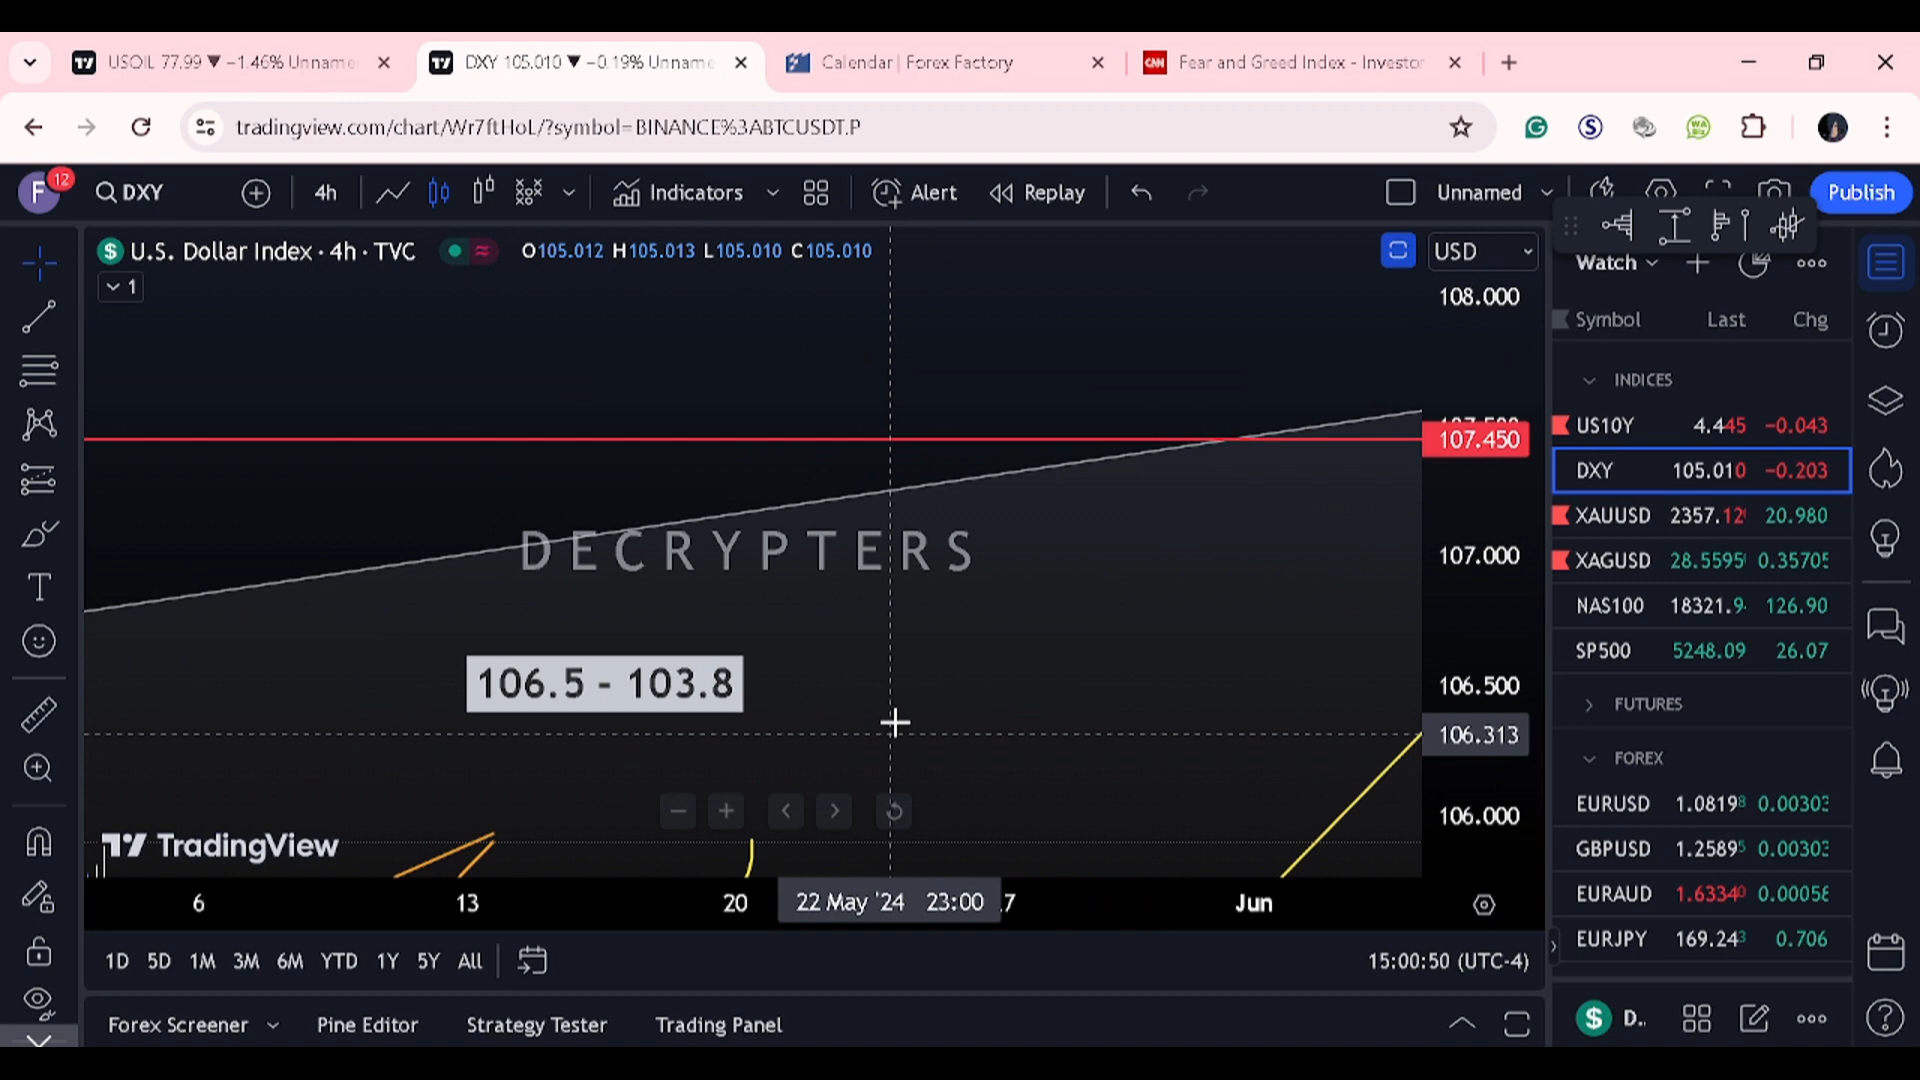 USOIL 77.99 ▼ −1.46% Unname
DXY 105.010 ▼ −0.19% Unname
Calendar | Forex Factory
CNN
Fear and Greed Index - Investor
tradingview.com/chart/Wr7ftHoL/?symbol=BINANCE%3ABTCUSDT.P
F
12
DXY
4h
Indicators
Alert
Replay
Unnamed
Publish
U.S. Dollar Index · 4h · TVC
O105.012 H105.013 L105.010 C105.010
USD
1
Watch
108.000
Symbol Last Chg
INDICES
US10Y 4.445 −0.043
107.450
DXY 105.010 −0.203
XAUUSD 2357.12 20.980
DECRYPTERS
107.000
XAGUSD 28.5595 0.35705
NAS100 18321.9 126.90
SP500 5248.09 26.07
106.5 - 103.8
106.500
FUTURES
106.313
FOREX
EURUSD 1.08198 0.00303
106.000
TradingView
GBPUSD 1.25895 0.00303
EURAUD 1.63340 0.00058
6 13 20 22 May '24 23:00 7 Jun
EURJPY 169.243 0.706
1D 5D 1M 3M 6M YTD 1Y 5Y All
15:00:50 (UTC-4)
Forex Screener
Pine Editor
Strategy Tester
Trading Panel
$ D..